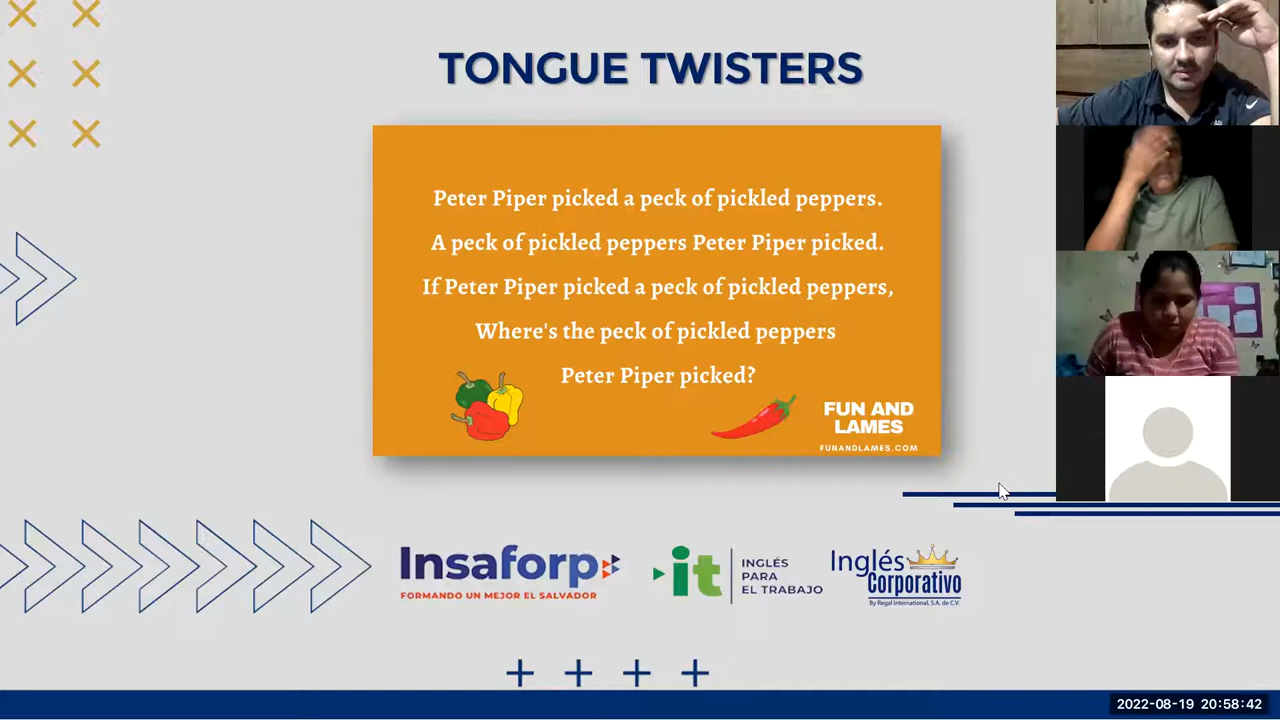 TONGUE TWISTERS
Peter Piper picked a peck of pickled peppers.
A peck of pickled peppers Peter Piper picked.
If Peter Piper picked a peck of pickled peppers,
Where's the peck of pickled peppers
Peter Piper picked?
FUN AND
LAMES
FUNANDLAMES.COM
Insaforp
FORMANDO UN MEJOR EL SALVADOR
it
INGLÉS
PARA
EL TRABAJO
Inglés
Corporativo
By Regal International, S.A. de C.V.
2022-08-19 20:58:42